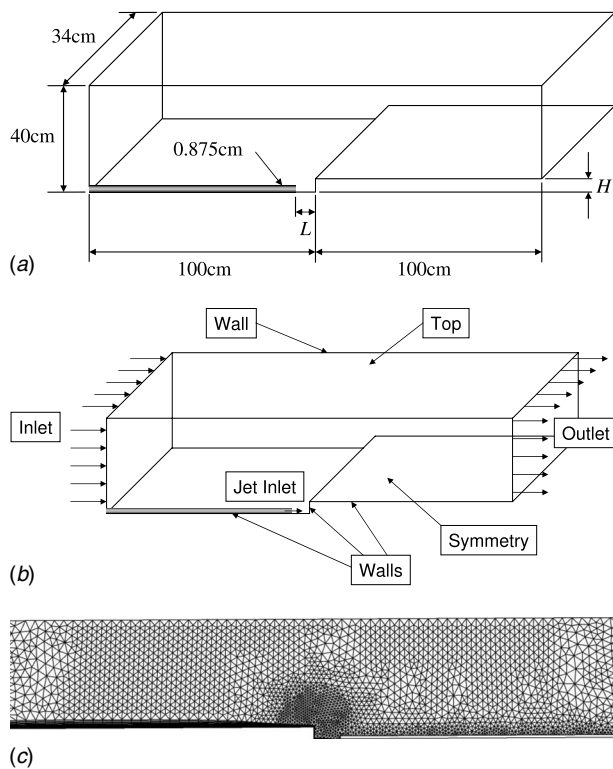 34cm
40cm
0.875cm
H
L
(a)
100cm
100cm
Wall
Top
Inlet
Outlet
Jet Inlet
Symmetry
(b)
Walls
(c)